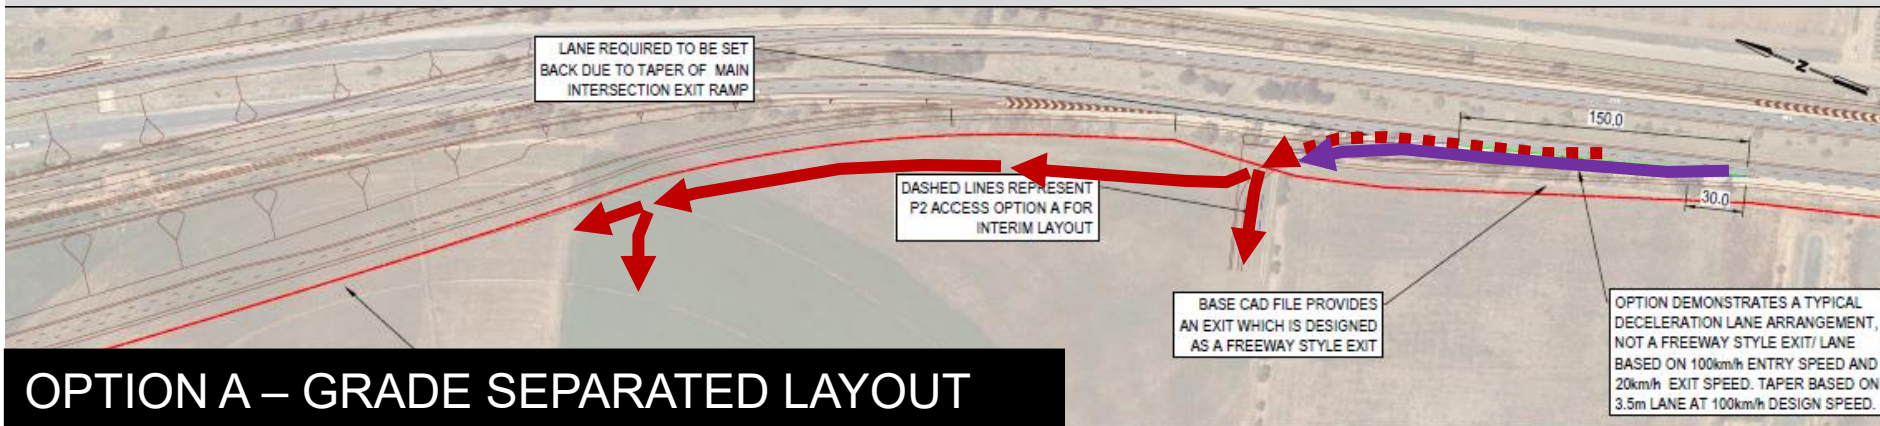 LANE REQUIRED TO BE SET
BACK DUE TO TAPER OF MAIN
INTERSECTION EXIT RAMP
N
150.0
30.0
DASHED LINES REPRESENT
P2 ACCESS OPTION A FOR
INTERIM LAYOUT
BASE CAD FILE PROVIDES
AN EXIT WHICH IS DESIGNED
AS A FREEWAY STYLE EXIT
OPTION DEMONSTRATES A TYPICAL
DECELERATION LANE ARRANGEMENT,
NOT A FREEWAY STYLE EXIT/ LANE
BASED ON 100km/h ENTRY SPEED AND
20km/h EXIT SPEED. TAPER BASED ON
3.5m LANE AT 100km/h DESIGN SPEED.
OPTION A – GRADE SEPARATED LAYOUT